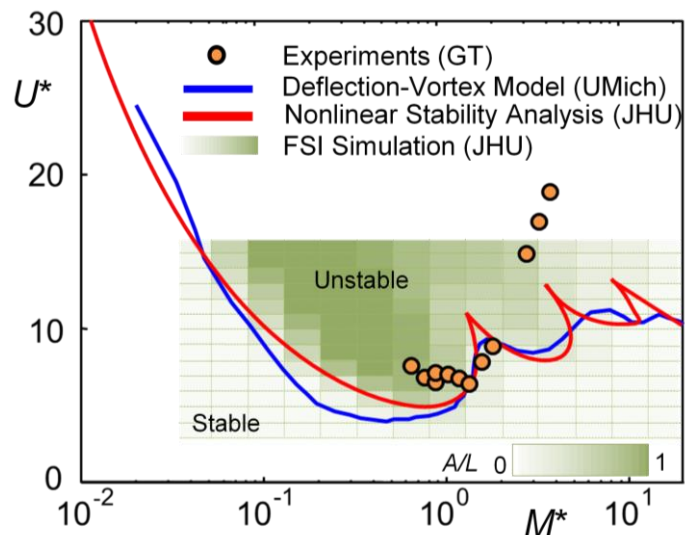 30
Experiments (GT)
U*
Deflection-Vortex Model (UMich)
Nonlinear Stability Analysis (JHU)
20
FSI Simulation (JHU)
Unstable
10
Stable
A/L 0 1
0
10⁻² 10⁻¹ 10⁰ M* 10¹